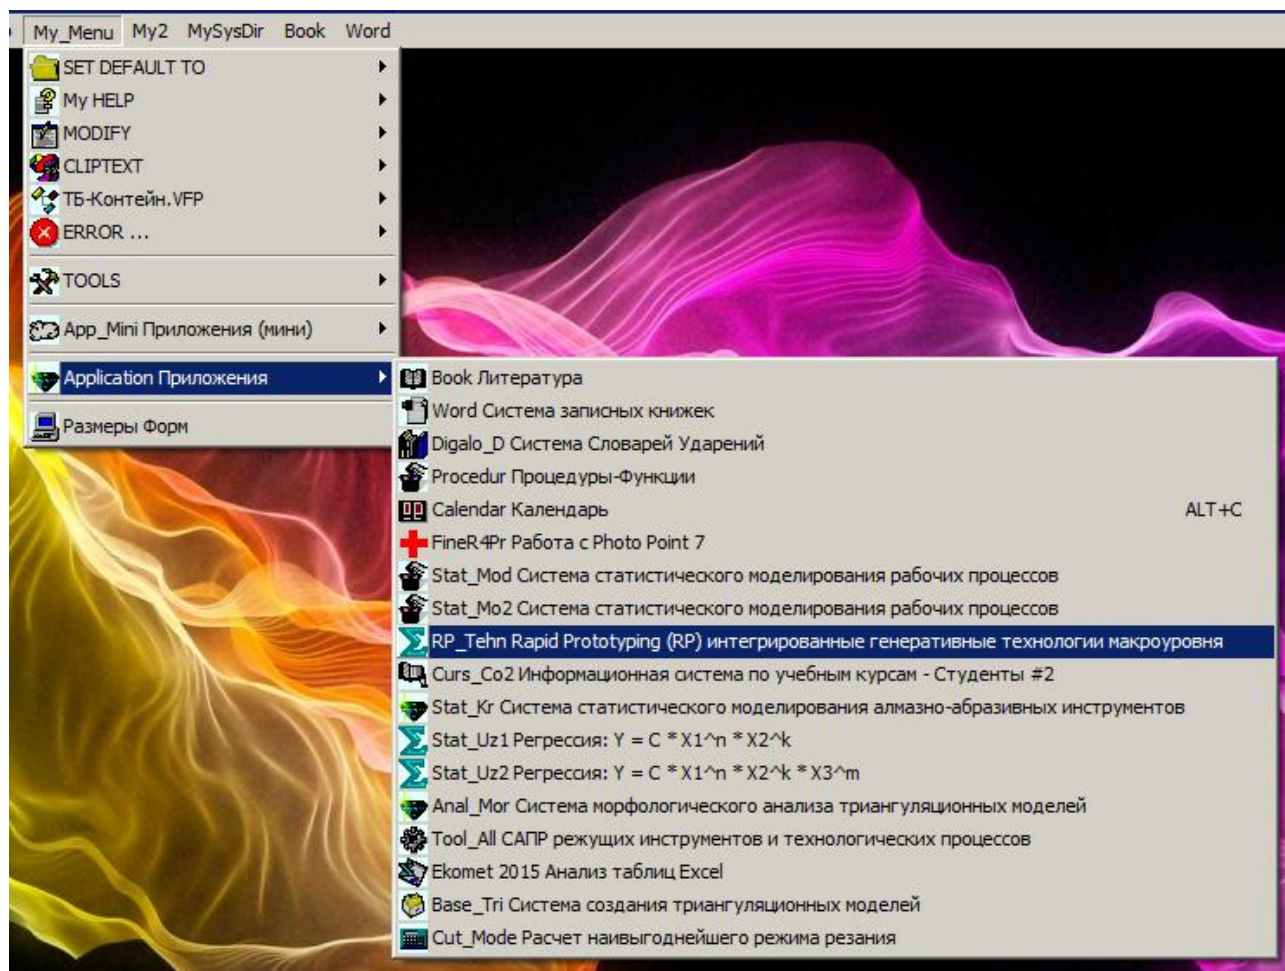 My_Menu My2 MySysDir Book Word
SET DEFAULT TO
My HELP
MODIFY
CLIPTEXT
ТБ-Контейн.VFP
ERROR ...
TOOLS
App_Mini Приложения (мини)
Application Приложения
Размеры Форм
Book Литература
Word Система записных книжек
Digalo_D Система Словарей Ударений
Procedur Процедуры-Функции
Calendar Календарь ALT+C
FineR4Pr Работа с Photo Point 7
Stat_Mod Система статистического моделирования рабочих процессов
Stat_Mo2 Система статистического моделирования рабочих процессов
RP_Tehn Rapid Prototyping (RP) интегрированные генеративные технологии макроуровня
Curs_Co2 Информационная система по учебным курсам - Студенты #2
Stat_Kr Система статистического моделирования алмазно-абразивных инструментов
Stat_Uz1 Регрессия: Y = C * X1^n * X2^k
Stat_Uz2 Регрессия: Y = C * X1^n * X2^k * X3^m
Anal_Mor Система морфологического анализа триангуляционных моделей
Tool_All САПР режущих инструментов и технологических процессов
Ekomet 2015 Анализ таблиц Excel
Base_Tri Система создания триангуляционных моделей
Cut_Mode Расчет наивыгоднейшего режима резания